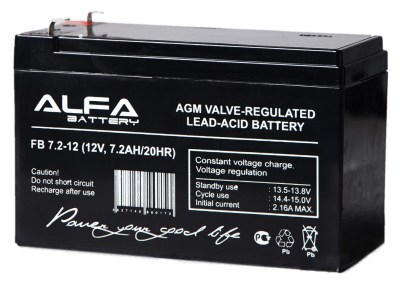 ALFA
BATTERY
AGM VALVE-REGULATED
LEAD-ACID BATTERY
FB 7.2-12 (12V, 7.2AH/20HR)
Caution:
Do not short circuit
Recharge after use
Constant voltage charge.
Voltage regulation
Standby use : 13.5-13.8V
Cycle use : 14.4-15.0V
Initial current : 2.16A MAX
Power your good life
Pb
Pb